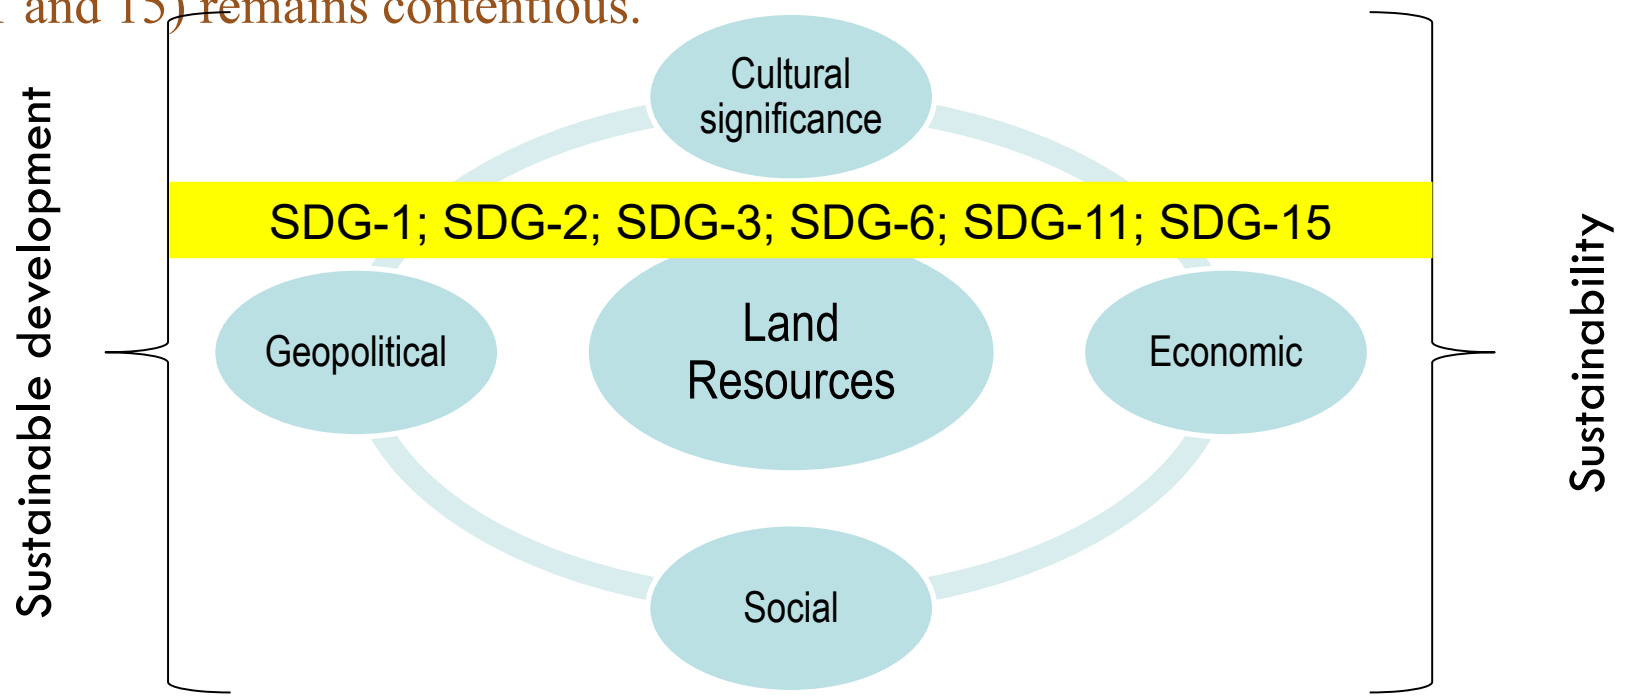 and 15) remains contentious.
Cultural
significance
SDG-1; SDG-2; SDG-3; SDG-6; SDG-11; SDG-15
Sustainable development
Geopolitical
Land
Resources
Economic
Sustainability
Social